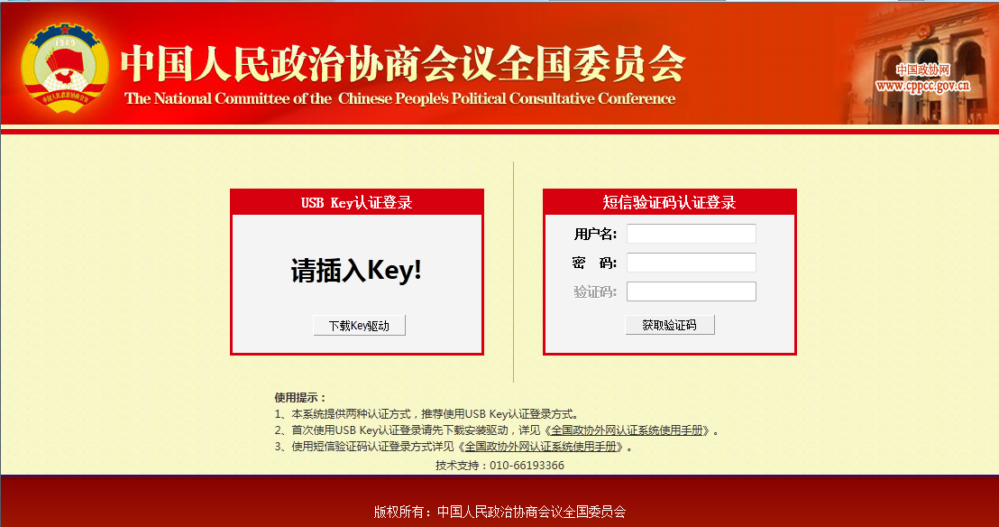 1949
中国人民政治协商会议全国委员会
The National Committee of the Chinese People's Political Consultative Conference
中国政协网
www.cppcc.gov.cn
USB Key认证登录
请插入Key!
下载Key驱动
短信验证码认证登录
用户名:
密 码:
验证码:
获取验证码
使用提示：
1、本系统提供两种认证方式，推荐使用USB Key认证登录方式。
2、首次使用USB Key认证登录请先下载安装驱动，详见《全国政协外网认证系统使用手册》。
3、使用短信验证码认证登录方式详见《全国政协外网认证系统使用手册》。
技术支持：010-66193366
版权所有：中国人民政治协商会议全国委员会